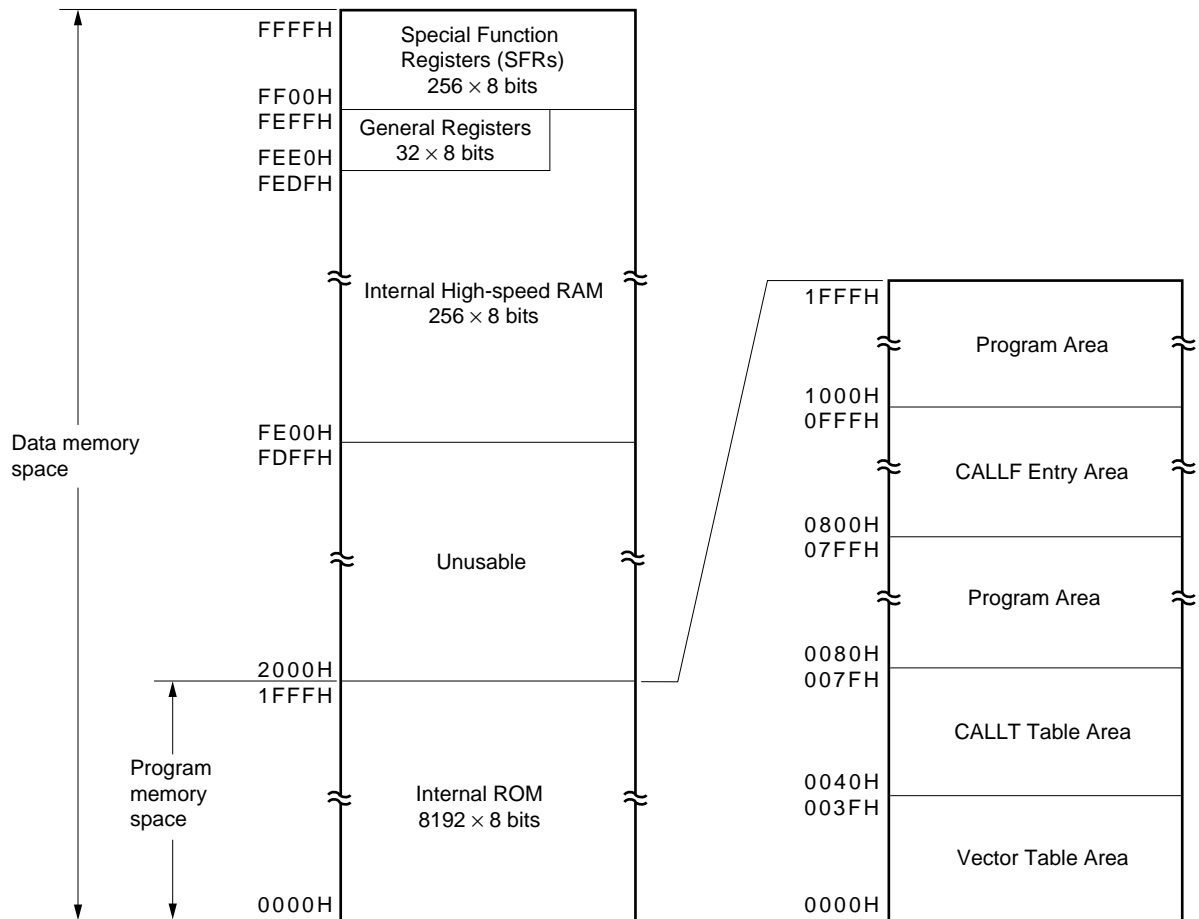 FFFFH
Special Function
Registers (SFRs)
256 × 8 bits
FF00H
FEFFH
General Registers
32 × 8 bits
FEE0H
FEDFH
Internal High-speed RAM
256 × 8 bits
FE00H
FDFFH
Data memory
space
Unusable
2000H
1FFFH
Program
memory
space
Internal ROM
8192 × 8 bits
0000H
1FFFH
Program Area
1000H
0FFFH
CALLF Entry Area
0800H
07FFH
Program Area
0080H
007FH
CALLT Table Area
0040H
003FH
Vector Table Area
0000H